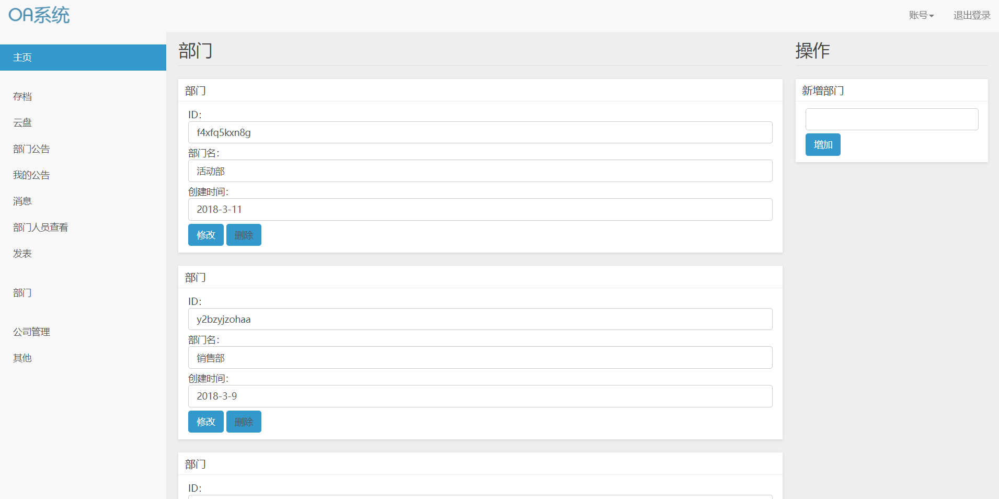 OA系统
账号
退出登录
主页
存档
云盘
部门公告
我的公告
消息
部门人员查看
发表
部门
公司管理
其他
部门
部门
ID：
f4xfq5kxn8g
部门名：
活动部
创建时间：
2018-3-11
修改 删除
部门
ID：
y2bzyjzohaa
部门名：
销售部
创建时间：
2018-3-9
修改 删除
部门
ID：
操作
新增部门
增加